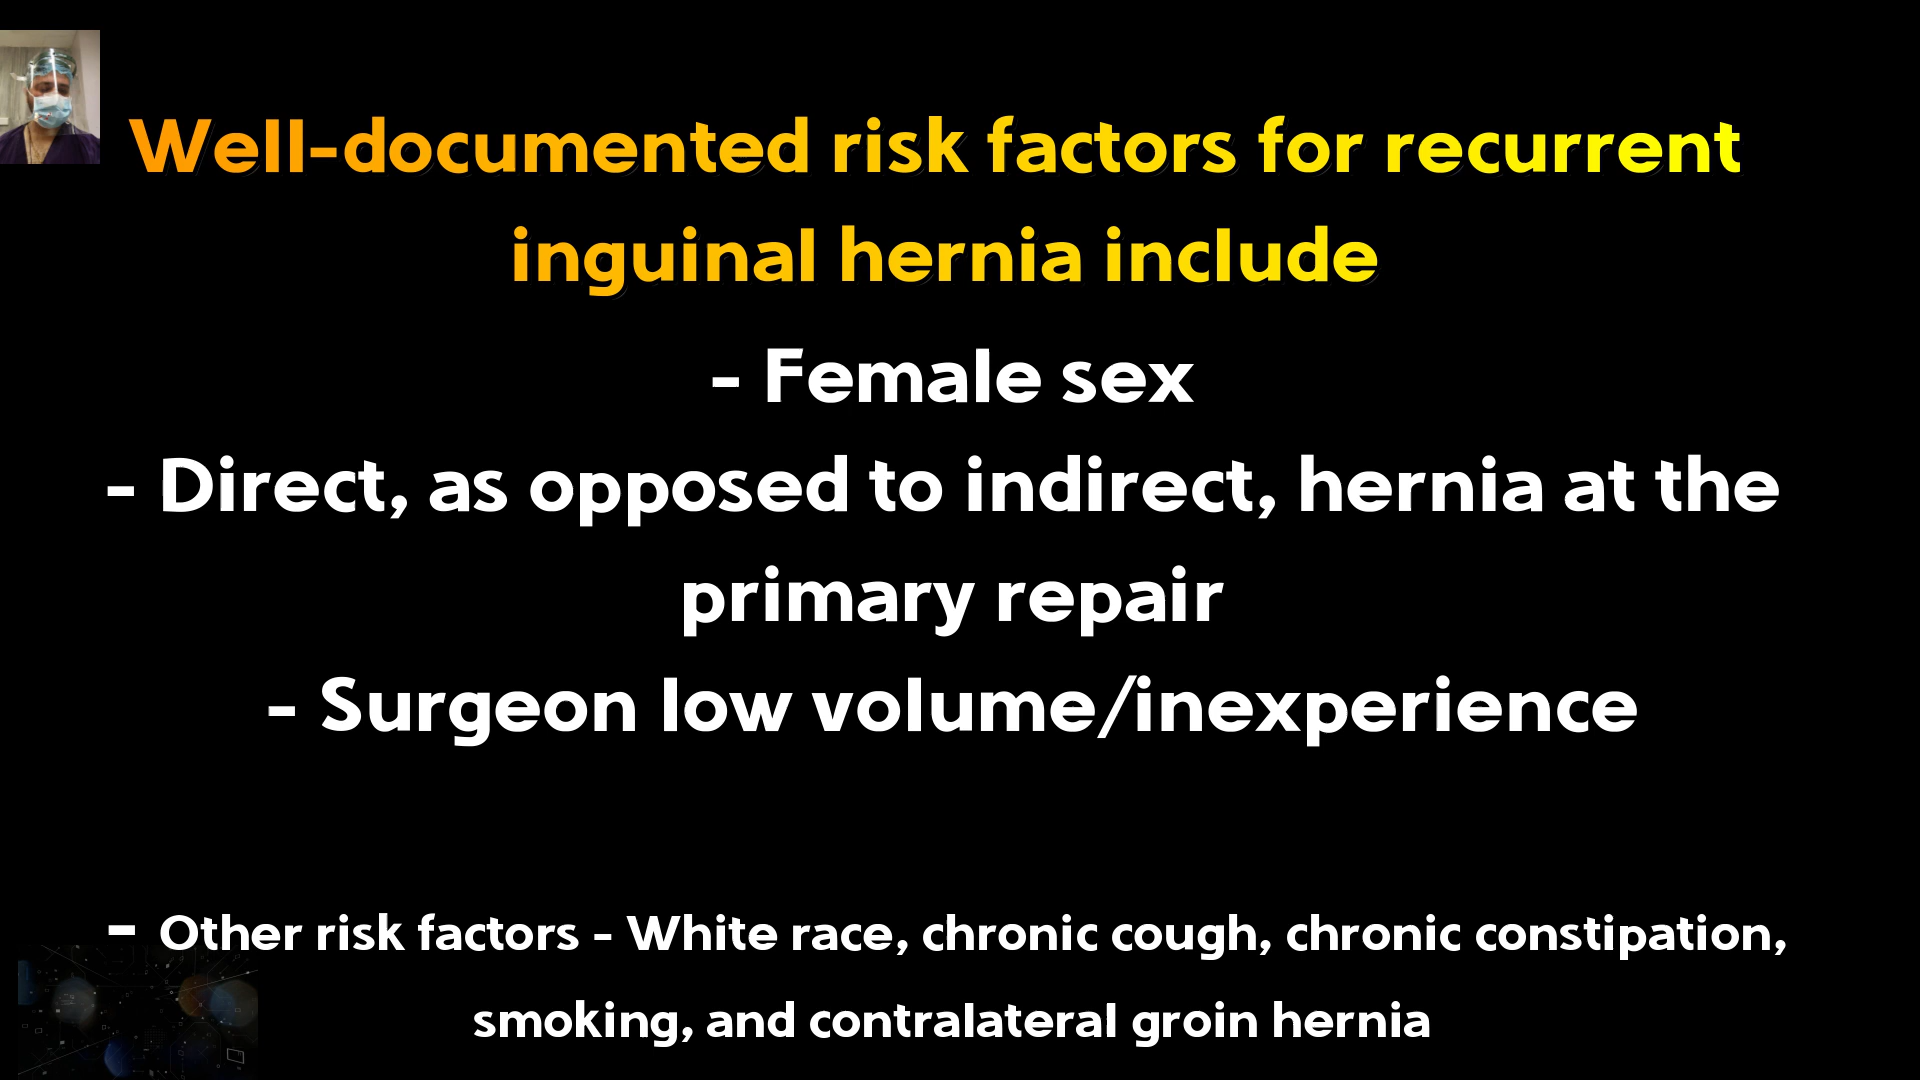 Well-documented risk factors for recurrent
inguinal hernia include
- Female sex
- Direct, as opposed to indirect, hernia at the
primary repair
- Surgeon low volume/inexperience
- Other risk factors - White race, chronic cough, chronic constipation,
smoking, and contralateral groin hernia